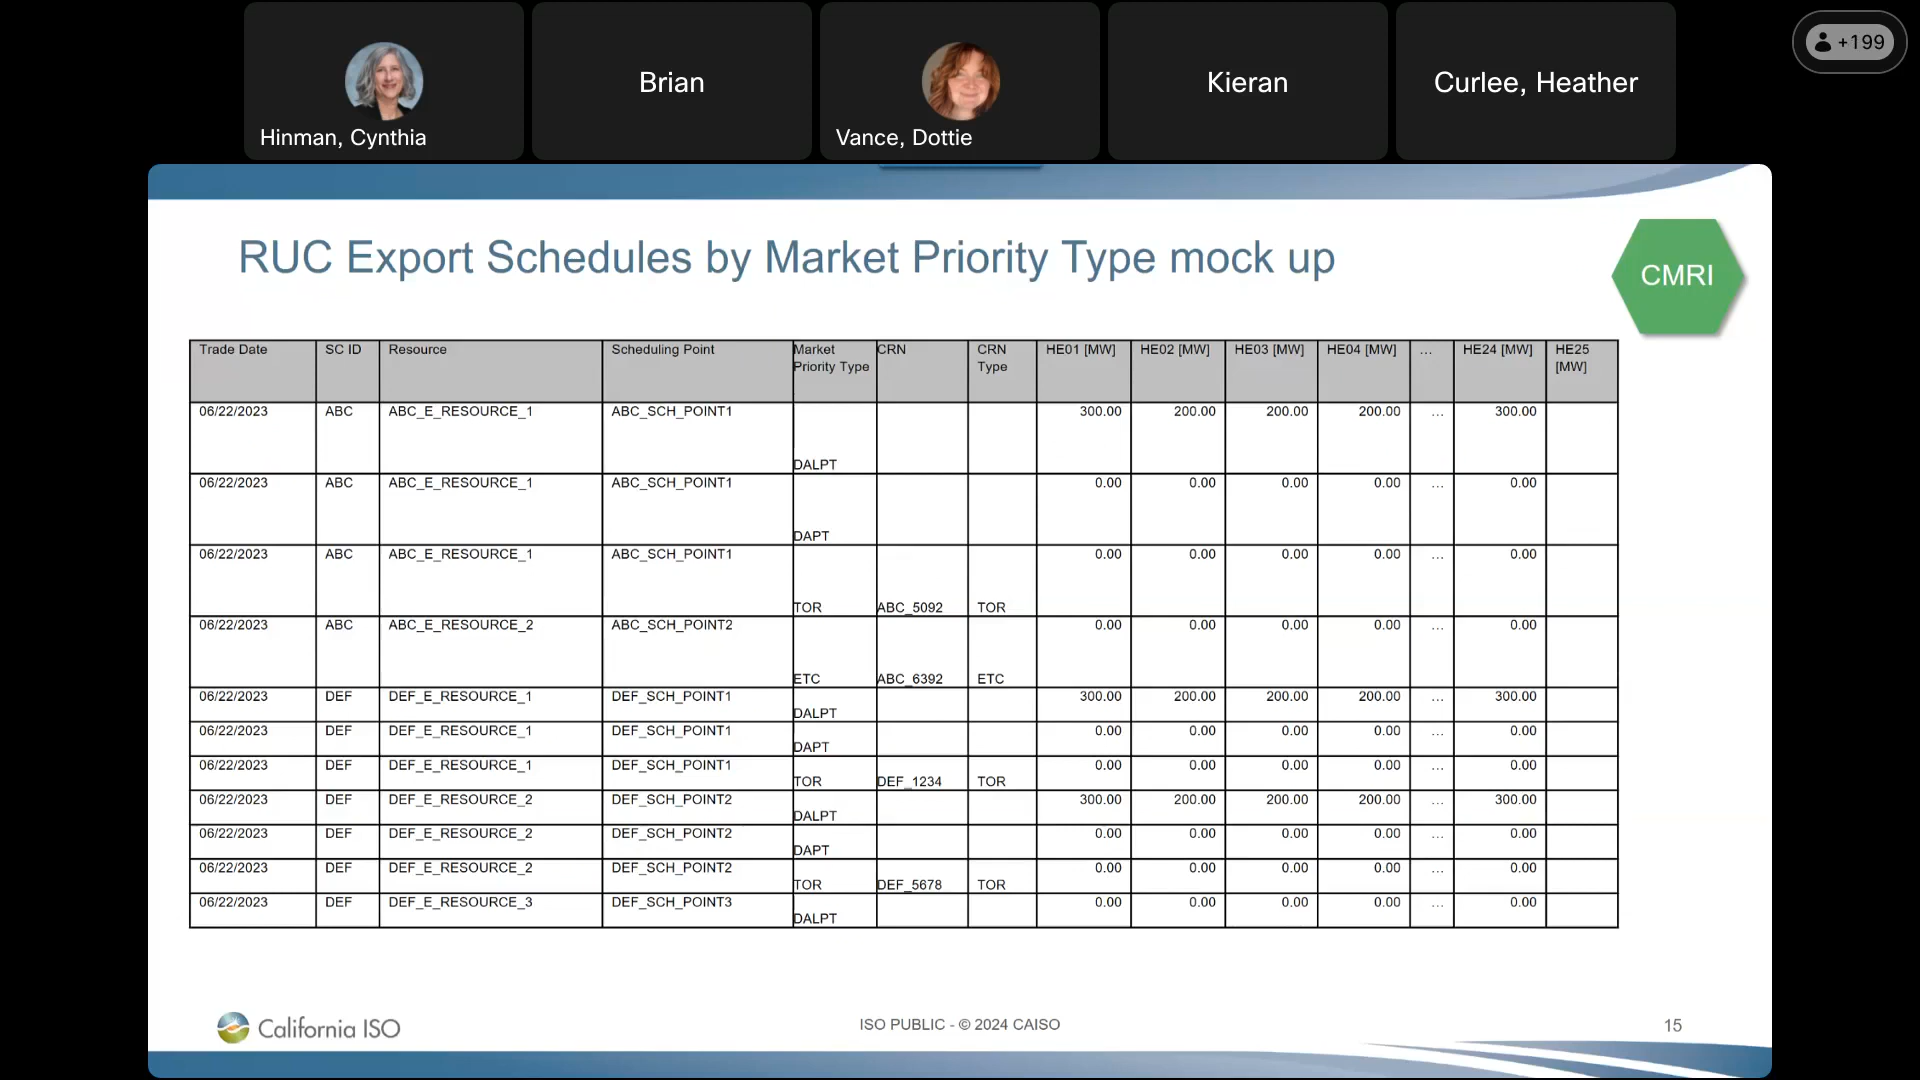 +199
Hinman, Cynthia
Brian
Vance, Dottie
Kieran
Curlee, Heather
RUC Export Schedules by Market Priority Type mock up
CMRI
Trade Date SC ID Resource Scheduling Point Market Priority Type CRN CRN Type HE01 [MW] HE02 [MW] HE03 [MW] HE04 [MW] ... HE24 [MW] HE25 [MW]
06/22/2023 ABC ABC_E_RESOURCE_1 ABC_SCH_POINT1 DALPT 300.00 200.00 200.00 200.00 ... 300.00
06/22/2023 ABC ABC_E_RESOURCE_1 ABC_SCH_POINT1 DAPT 0.00 0.00 0.00 0.00 ... 0.00
06/22/2023 ABC ABC_E_RESOURCE_1 ABC_SCH_POINT1 TOR ABC_5092 TOR 0.00 0.00 0.00 0.00 ... 0.00
06/22/2023 ABC ABC_E_RESOURCE_2 ABC_SCH_POINT2 ETC ABC_6392 ETC 0.00 0.00 0.00 0.00 ... 0.00
06/22/2023 DEF DEF_E_RESOURCE_1 DEF_SCH_POINT1 DALPT 300.00 200.00 200.00 200.00 ... 300.00
06/22/2023 DEF DEF_E_RESOURCE_1 DEF_SCH_POINT1 DAPT 0.00 0.00 0.00 0.00 ... 0.00
06/22/2023 DEF DEF_E_RESOURCE_1 DEF_SCH_POINT1 TOR DEF_1234 TOR 0.00 0.00 0.00 0.00 ... 0.00
06/22/2023 DEF DEF_E_RESOURCE_2 DEF_SCH_POINT2 DALPT 300.00 200.00 200.00 200.00 ... 300.00
06/22/2023 DEF DEF_E_RESOURCE_2 DEF_SCH_POINT2 DAPT 0.00 0.00 0.00 0.00 ... 0.00
06/22/2023 DEF DEF_E_RESOURCE_2 DEF_SCH_POINT2 TOR DEF_5678 TOR 0.00 0.00 0.00 0.00 ... 0.00
06/22/2023 DEF DEF_E_RESOURCE_3 DEF_SCH_POINT3 DALPT 0.00 0.00 0.00 0.00 ... 0.00
California ISO
ISO PUBLIC - © 2024 CAISO
15